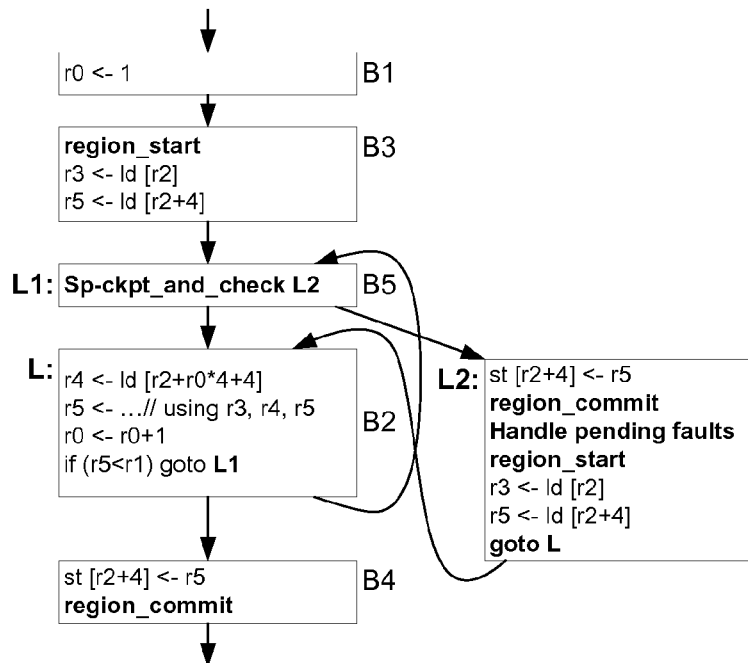 r0 <- 1
B1
region_start
r3 <- ld [r2]
r5 <- ld [r2+4]
B3
L1:
Sp-ckpt_and_check L2
B5
L:
r4 <- ld [r2+r0*4+4]
r5 <- ...// using r3, r4, r5
r0 <- r0+1
if (r5<r1) goto L1
B2
L2:
st [r2+4] <- r5
region_commit
Handle pending faults
region_start
r3 <- ld [r2]
r5 <- ld [r2+4]
goto L
st [r2+4] <- r5
region_commit
B4